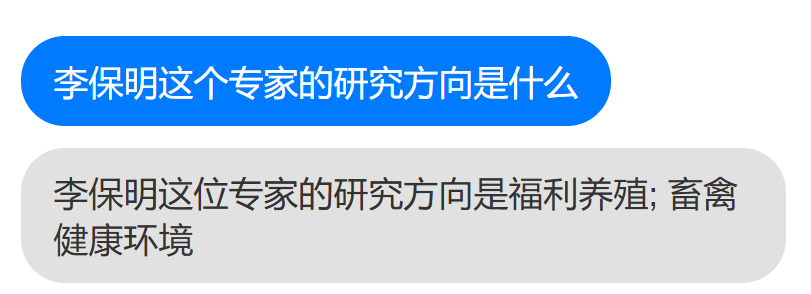 李保明这个专家的研究方向是什么
李保明这位专家的研究方向是福利养殖; 畜禽
健康环境